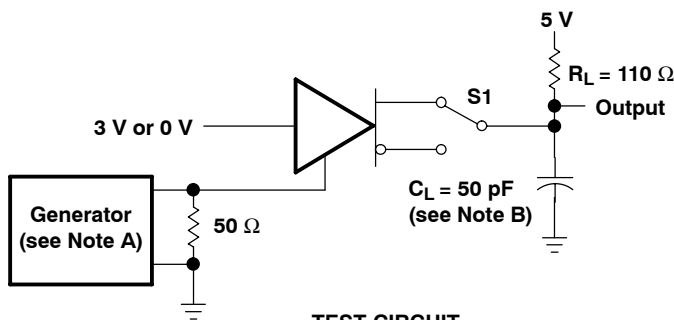 5 V
R_L = 110 Ω
S1
Output
3 V or 0 V
C_L = 50 pF
(see Note B)
Generator
(see Note A)
50 Ω
TEST CIRCUIT